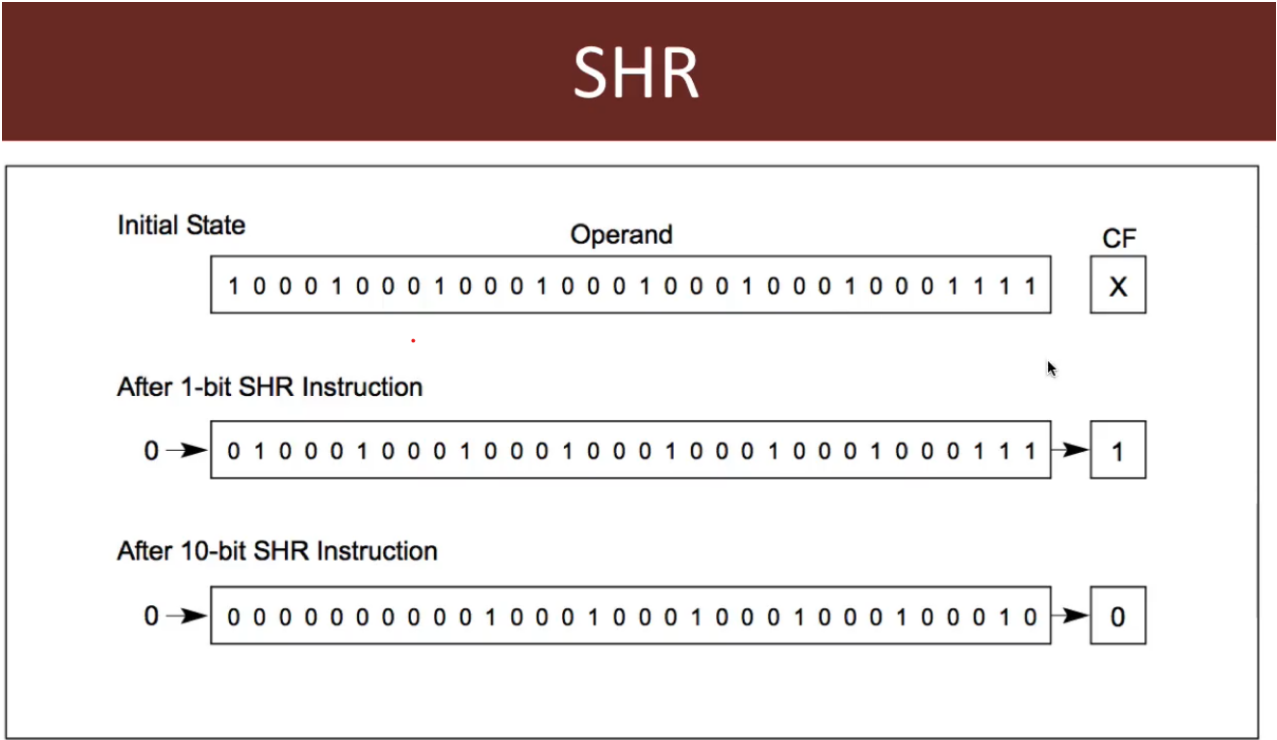 SHR
Initial State
Operand
CF
1 0 0 0 1 0 0 0 1 0 0 0 1 0 0 0 1 0 0 0 1 0 0 0 1 0 0 0 1 1 1 1 X
After 1-bit SHR Instruction
0 0 1 0 0 0 1 0 0 0 1 0 0 0 1 0 0 0 1 0 0 0 1 0 0 0 1 0 0 0 1 1 1 1
After 10-bit SHR Instruction
0 0 0 0 0 0 0 0 0 0 0 1 0 0 0 1 0 0 0 1 0 0 0 1 0 0 0 1 0 0 0 1 0 0